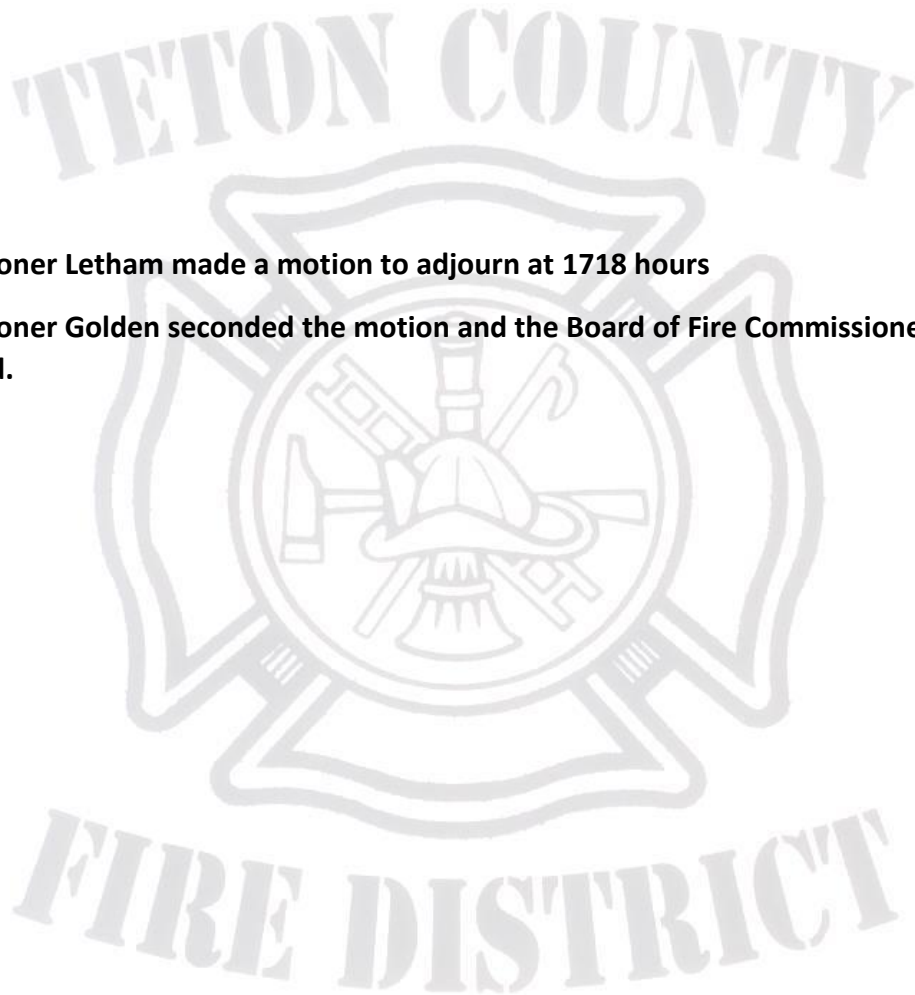 TETON COUNTY
oner Letham made a motion to adjourn at 1718 hours
oner Golden seconded the motion and the Board of Fire Commissione
.
FIRE DISTRICT